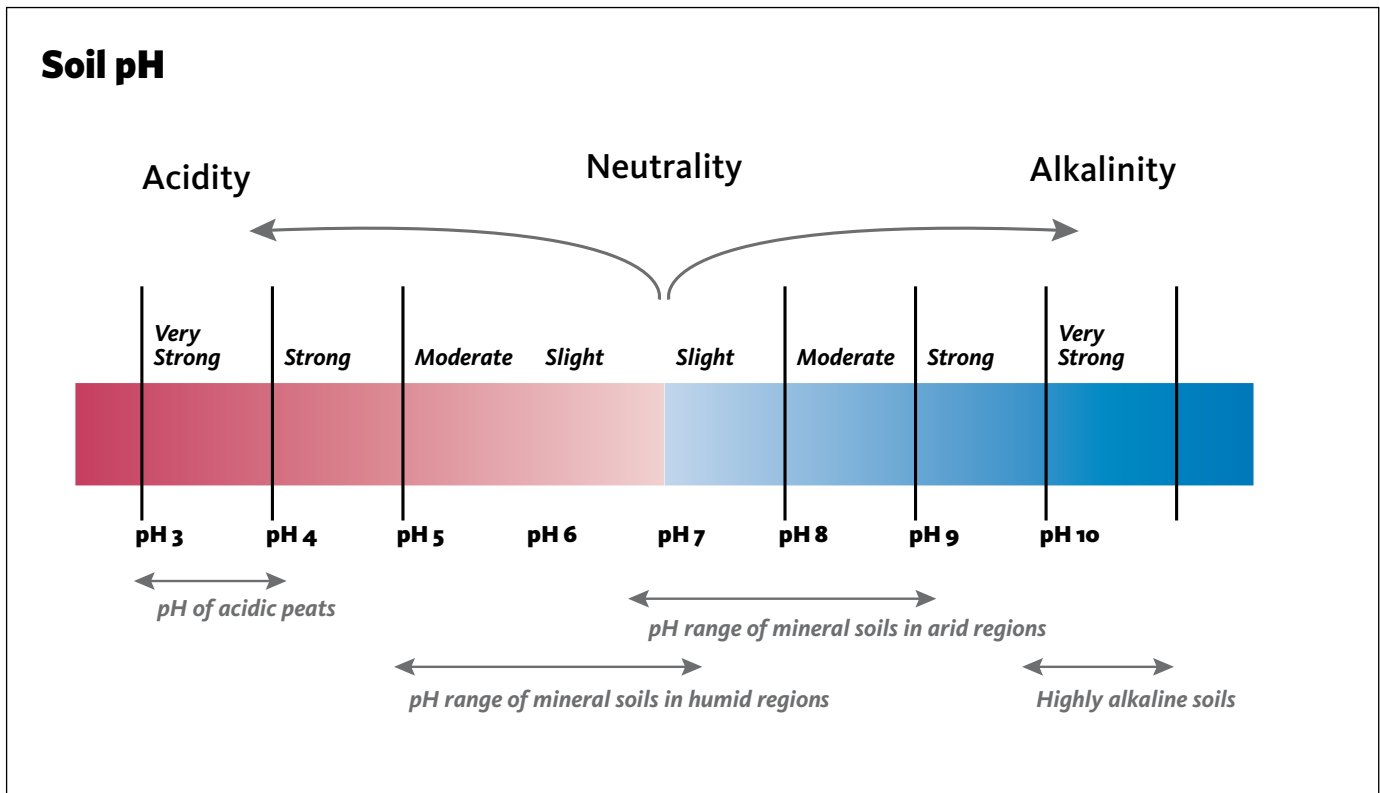 Soil pH
Acidity
Neutrality
Alkalinity
Very
Strong
Strong
Moderate
Slight
Slight
Moderate
Strong
Very
Strong
pH 3
pH 4
pH 5
pH 6
pH 7
pH 8
pH 9
pH 10
pH of acidic peats
pH range of mineral soils in arid regions
pH range of mineral soils in humid regions
Highly alkaline soils